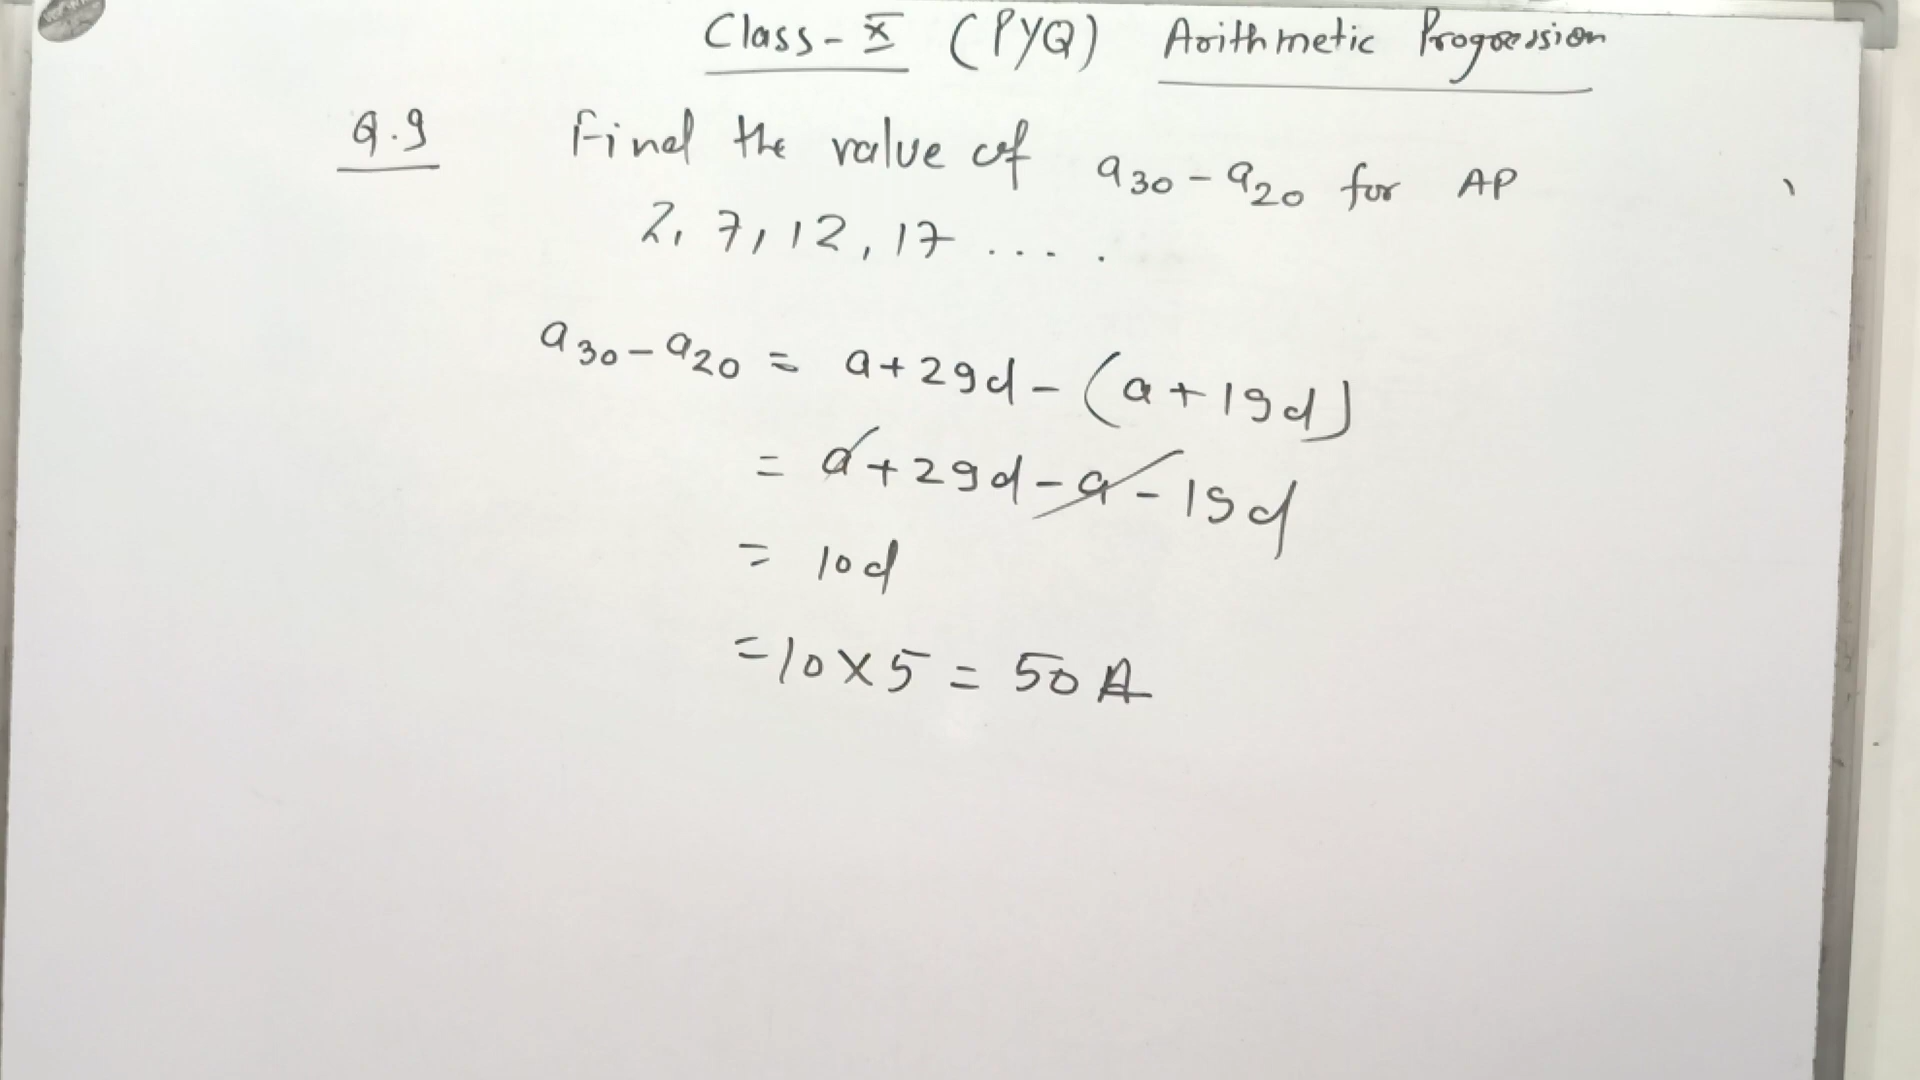 Class-X (PYQ) Arithmetic Progression
Q.9 Find the value of a₃₀-a₂₀ for AP
2, 7, 12, 17 .....
a₃₀-a₂₀ = a+29d-(a+19d)
= a+29d-a-19d
= 10d
=10×5 = 50 A